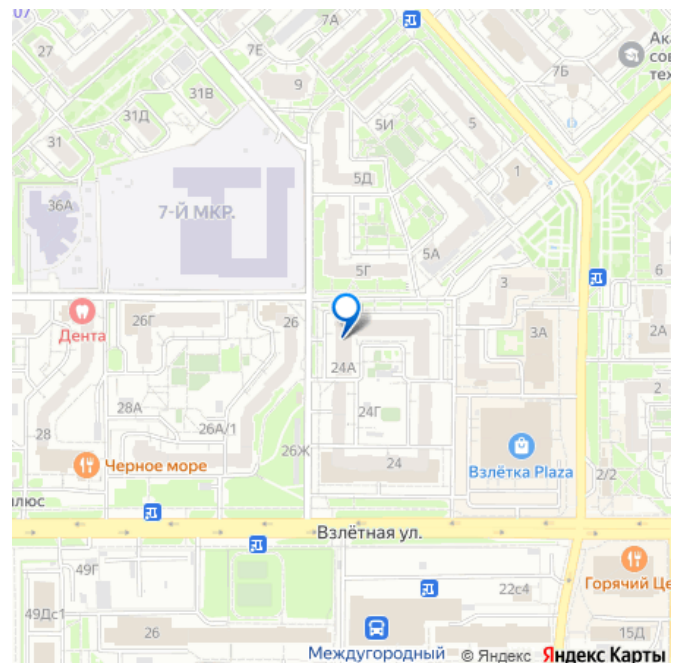 07
27
7Е
7А
Ака
сов
тех
7Б
9
31В
31Д
31
5И
5
1
5Д
36А
7-Й МКР.
5А
5Г
3
6
26Г
26
Дента
3А
2А
24А
2
28А
24Г
26А/1
28
26Ж
24
Черное море
Взлётка Plaza
2/2
плюс
Взлётная ул.
49Г
22с4
Горячий Це
49Дс1
26
15Д
Междугородный
© Яндекс Яндекс Карты